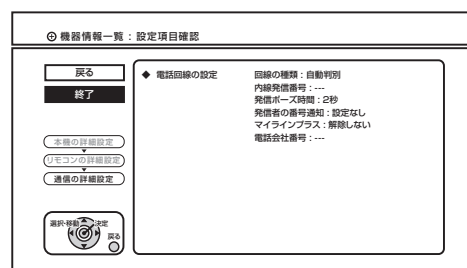 機器情報一覧：設定項目確認
戻る
終了
本機の詳細設定
リモコンの詳細設定
通信の詳細設定
選択・移動 決定
戻る
◆ 電話回線の設定 回線の種類：自動判別
内線発信番号：---
発信ポーズ時間：2秒
発信者の番号通知：設定なし
マイラインプラス：解除しない
電話会社番号：---